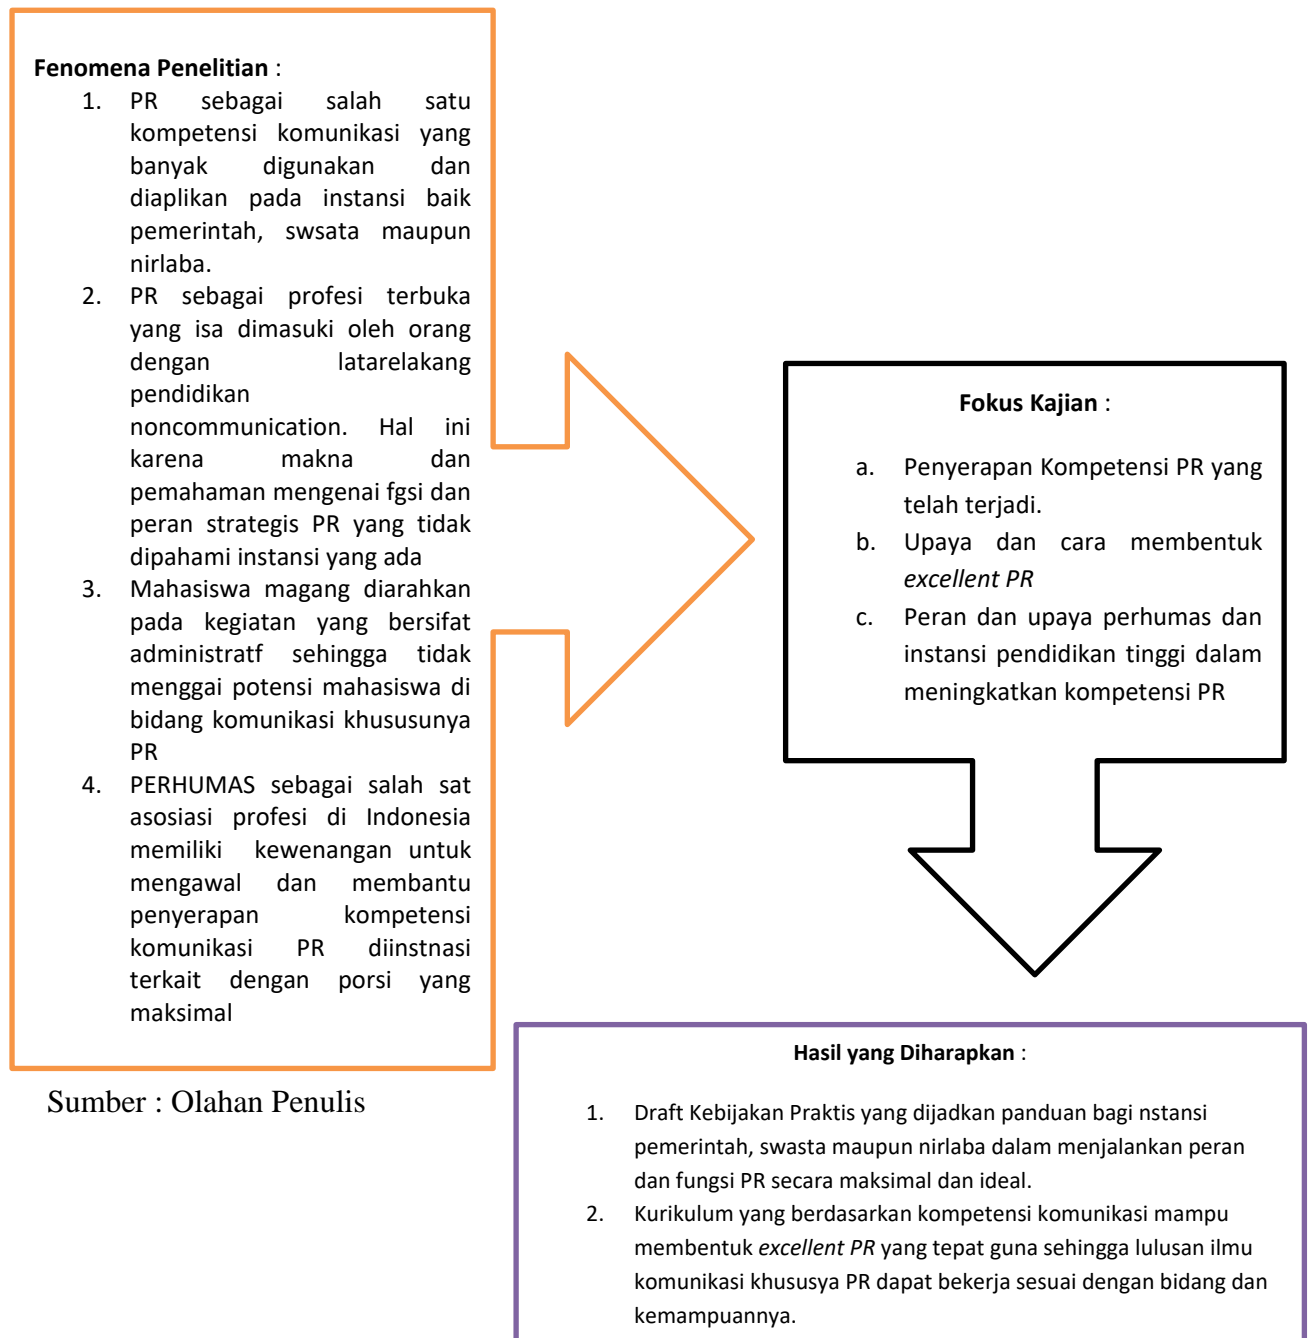 Fenomena Penelitian :
1. PR sebagai salah satu
kompetensi komunikasi yang
banyak digunakan dan
diaplikan pada instansi baik
pemerintah, swsata maupun
nirlaba.
2. PR sebagai profesi terbuka
yang isa dimasuki oleh orang
dengan latarelakang
pendidikan
noncommunication. Hal ini
karena makna dan
pemahaman mengenai fgsi dan
peran strategis PR yang tidak
dipahami instansi yang ada
3. Mahasiswa magang diarahkan
pada kegiatan yang bersifat
administratf sehingga tidak
menggai potensi mahasiswa di
bidang komunikasi khususunya
PR
4. PERHUMAS sebagai salah sat
asosiasi profesi di Indonesia
memiliki kewenangan untuk
mengawal dan membantu
penyerapan kompetensi
komunikasi PR diinstnasi
terkait dengan porsi yang
maksimal
Fokus Kajian :
a. Penyerapan Kompetensi PR yang
telah terjadi.
b. Upaya dan cara membentuk
excellent PR
c. Peran dan upaya perhumas dan
instansi pendidikan tinggi dalam
meningkatkan kompetensi PR
Hasil yang Diharapkan :
1. Draft Kebijakan Praktis yang dijadkan panduan bagi nstansi
pemerintah, swasta maupun nirlaba dalam menjalankan peran
dan fungsi PR secara maksimal dan ideal.
2. Kurikulum yang berdasarkan kompetensi komunikasi mampu
membentuk excellent PR yang tepat guna sehingga lulusan ilmu
komunikasi khususya PR dapat bekerja sesuai dengan bidang dan
kemampuannya.
Sumber : Olahan Penulis